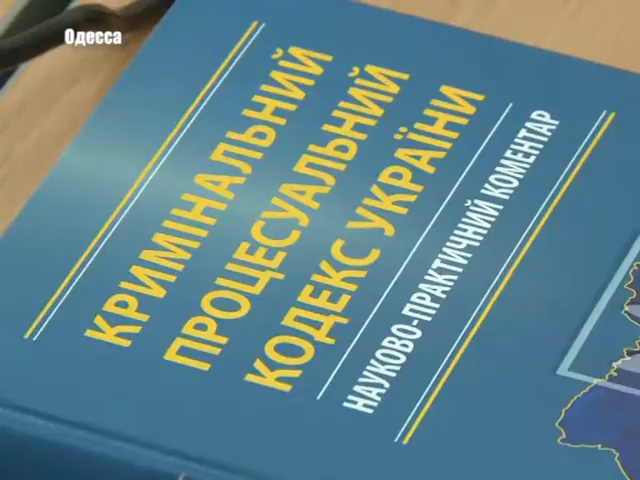 Одесса
КРИМІНАЛЬНИЙ
ПРОЦЕСУАЛЬНИЙ
КОДЕКС УКРАЇНИ
НАУКОВО-ПРАКТИЧНИЙ КОМЕНТАР